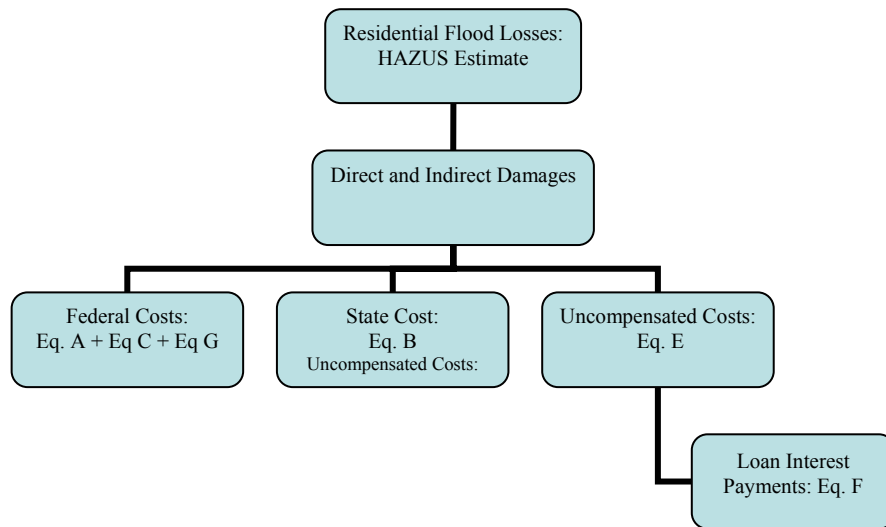 Residential Flood Losses:
HAZUS Estimate
Direct and Indirect Damages
Federal Costs:
Eq. A + Eq C + Eq G
State Cost:
Eq. B
Uncompensated Costs:
Uncompensated Costs:
Eq. E
Loan Interest
Payments: Eq. F